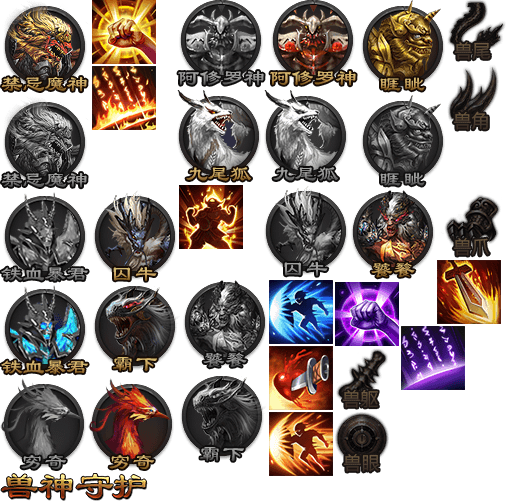 禁忌魔神
阿修罗神
阿修罗神
睚眦
兽尾
禁忌魔神
九尾狐
九尾狐
睚眦
兽角
铁血暴君
囚牛
囚牛
饕餮
兽爪
铁血暴君
霸下
饕餮
兽躯
穷奇
穷奇
霸下
兽眼
兽神守护